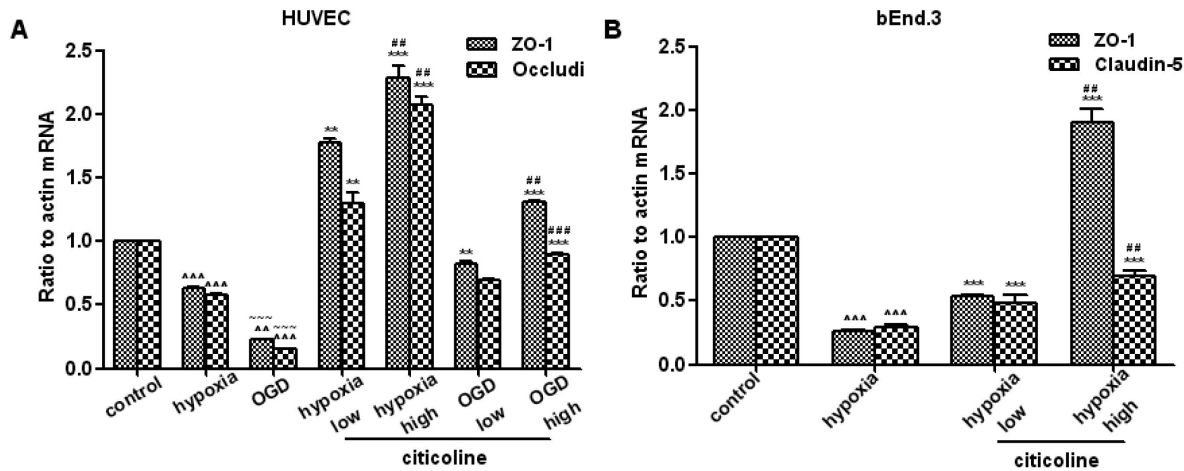 A
HUVEC
ZO-1
Occludi
Ratio to actin mRNA
2.5
2.0
1.5
1.0
0.5
0.0
^^^
^^^
~~~
^^
~~~
^^^
**
**
##
***
##
***
**
##
***
###
***
control
hypoxia
OGD
hypoxia
low
hypoxia
high
OGD
low
OGD
high
citicoline
B
bEnd.3
ZO-1
Claudin-5
Ratio to actin mRNA
2.5
2.0
1.5
1.0
0.5
0.0
^^^
^^^
***
***
##
***
##
***
control
hypoxia
hypoxia
low
hypoxia
high
citicoline